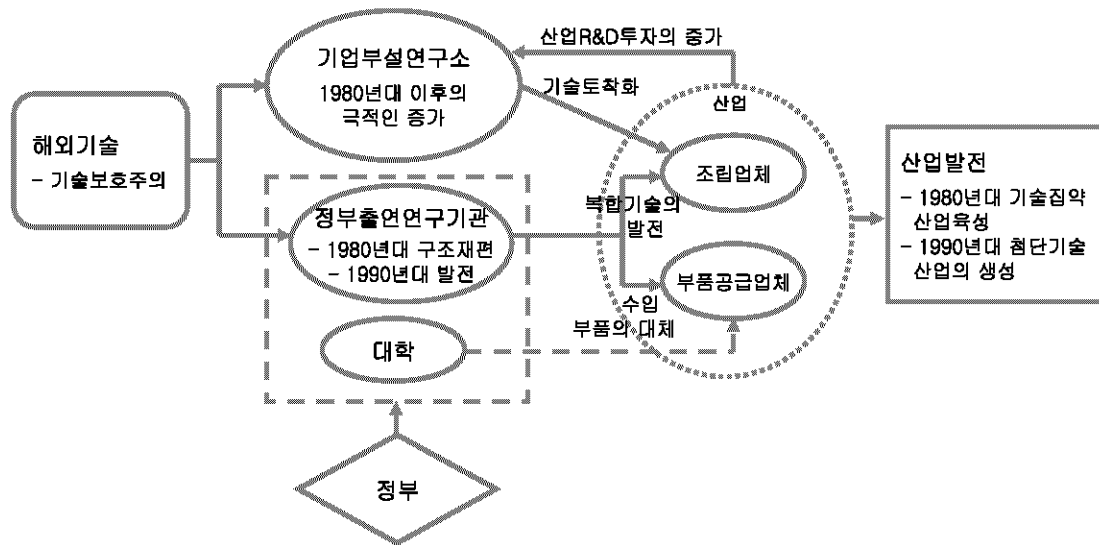 해외기술
- 기술보호주의
기업부설연구소
1980년대 이후의
극적인 증가
정부출연연구기관
- 1980년대 구조재편
- 1990년대 발전
대학
정부
산업R&D투자의 증가
기술토착화
복합기술의
발전
수입
부품의 대체
산업
조립업체
부품공급업체
산업발전
- 1980년대 기술집약
산업육성
- 1990년대 첨단기술
산업의 생성